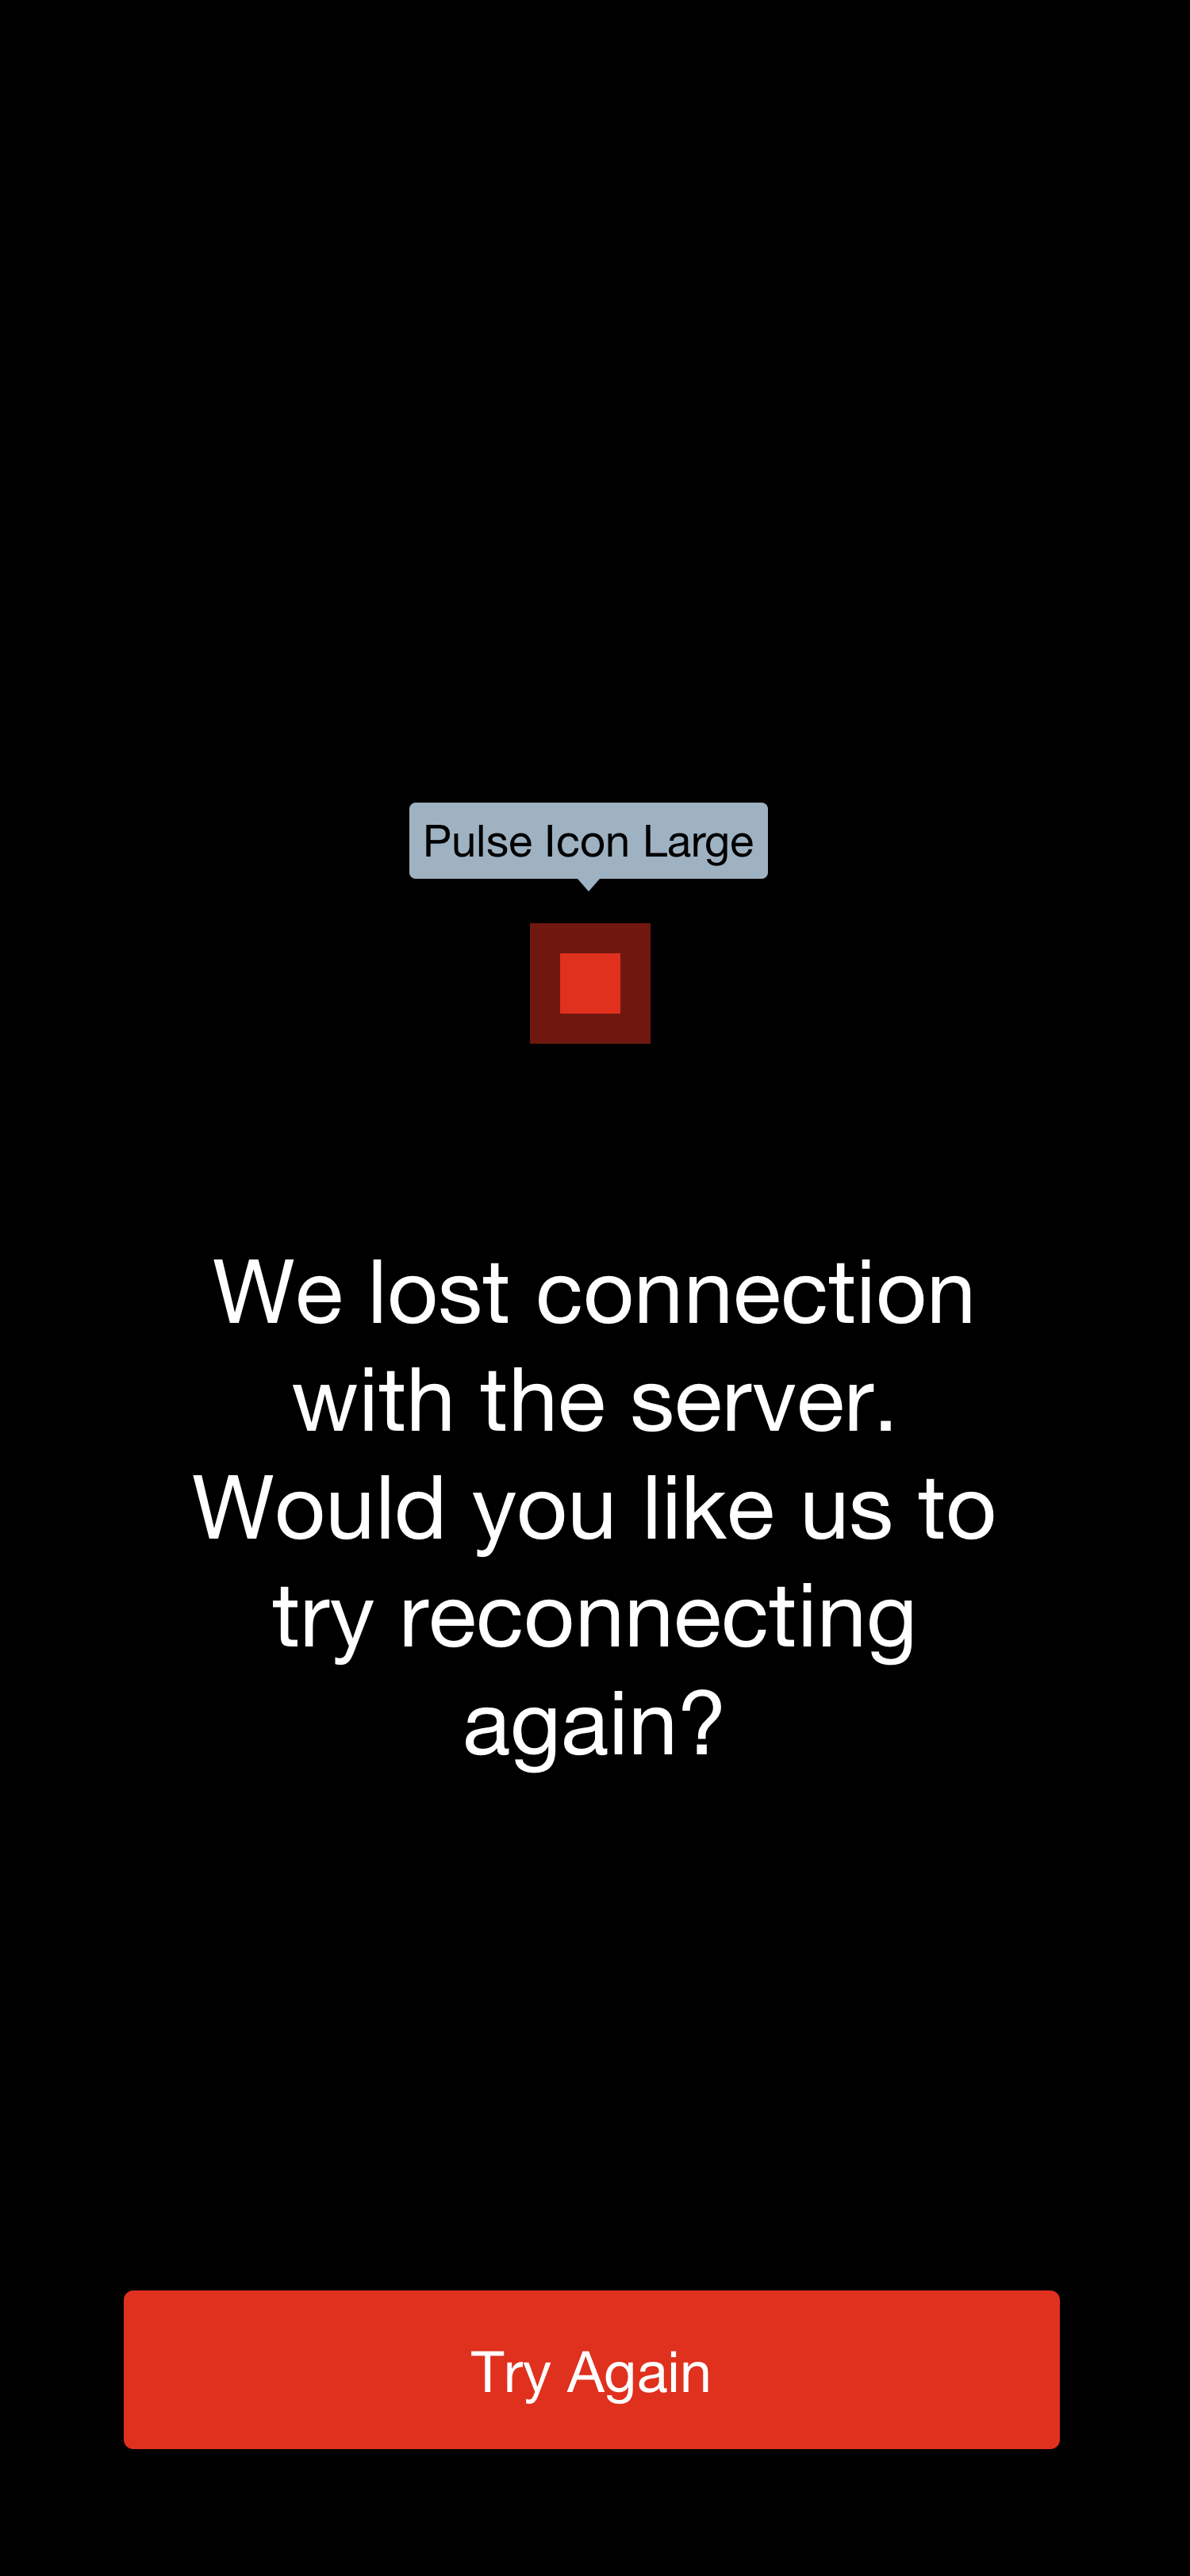 Pulse Icon Large
We lost connection
with the server.
Would you like us to
try reconnecting
again?
Try Again